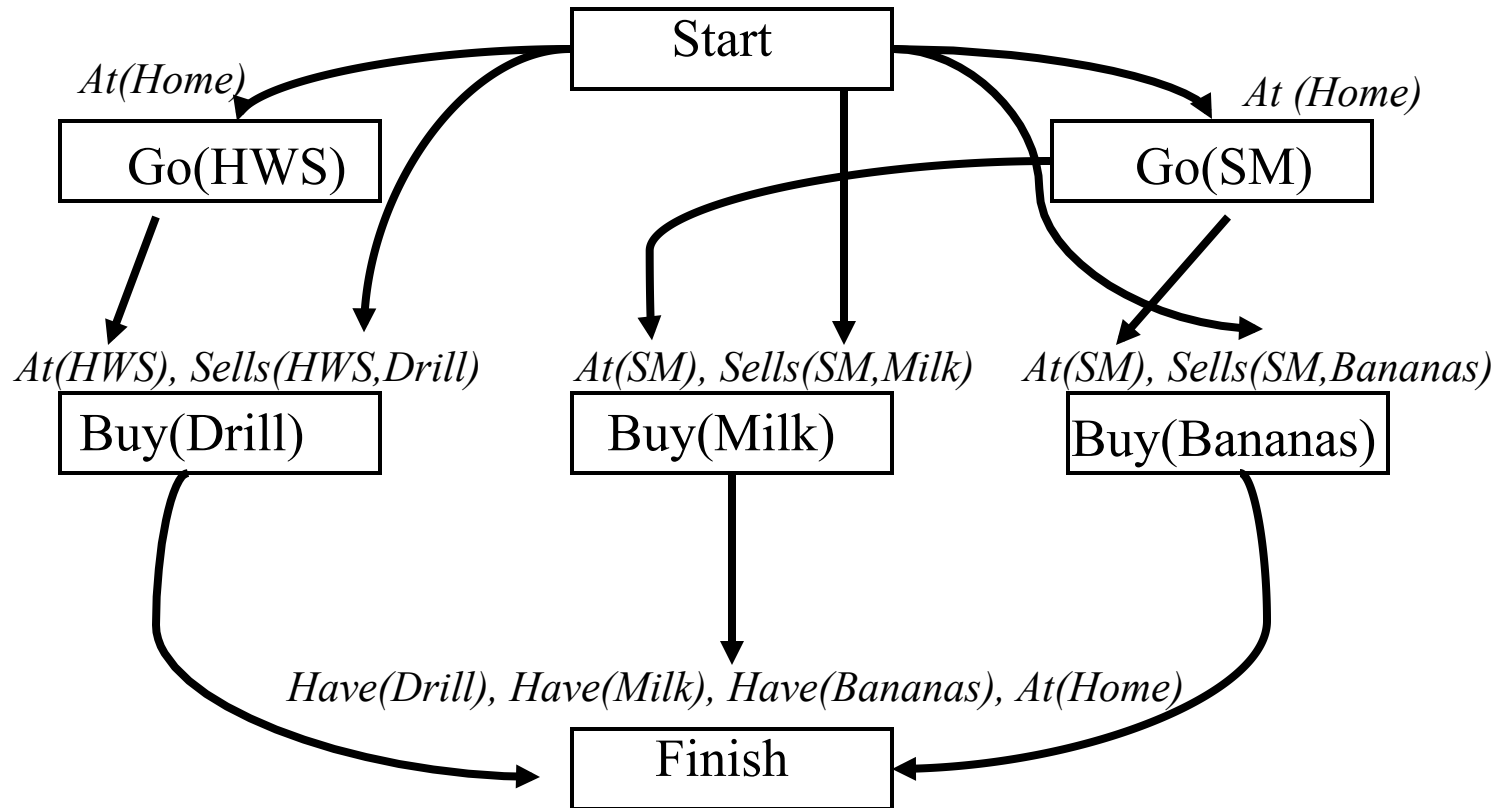 Start
At(Home)
At (Home)
Go(HWS)
Go(SM)
At(HWS), Sells(HWS,Drill)
At(SM), Sells(SM,Milk)
At(SM), Sells(SM,Bananas)
Buy(Drill)
Buy(Milk)
Buy(Bananas)
Have(Drill), Have(Milk), Have(Bananas), At(Home)
Finish